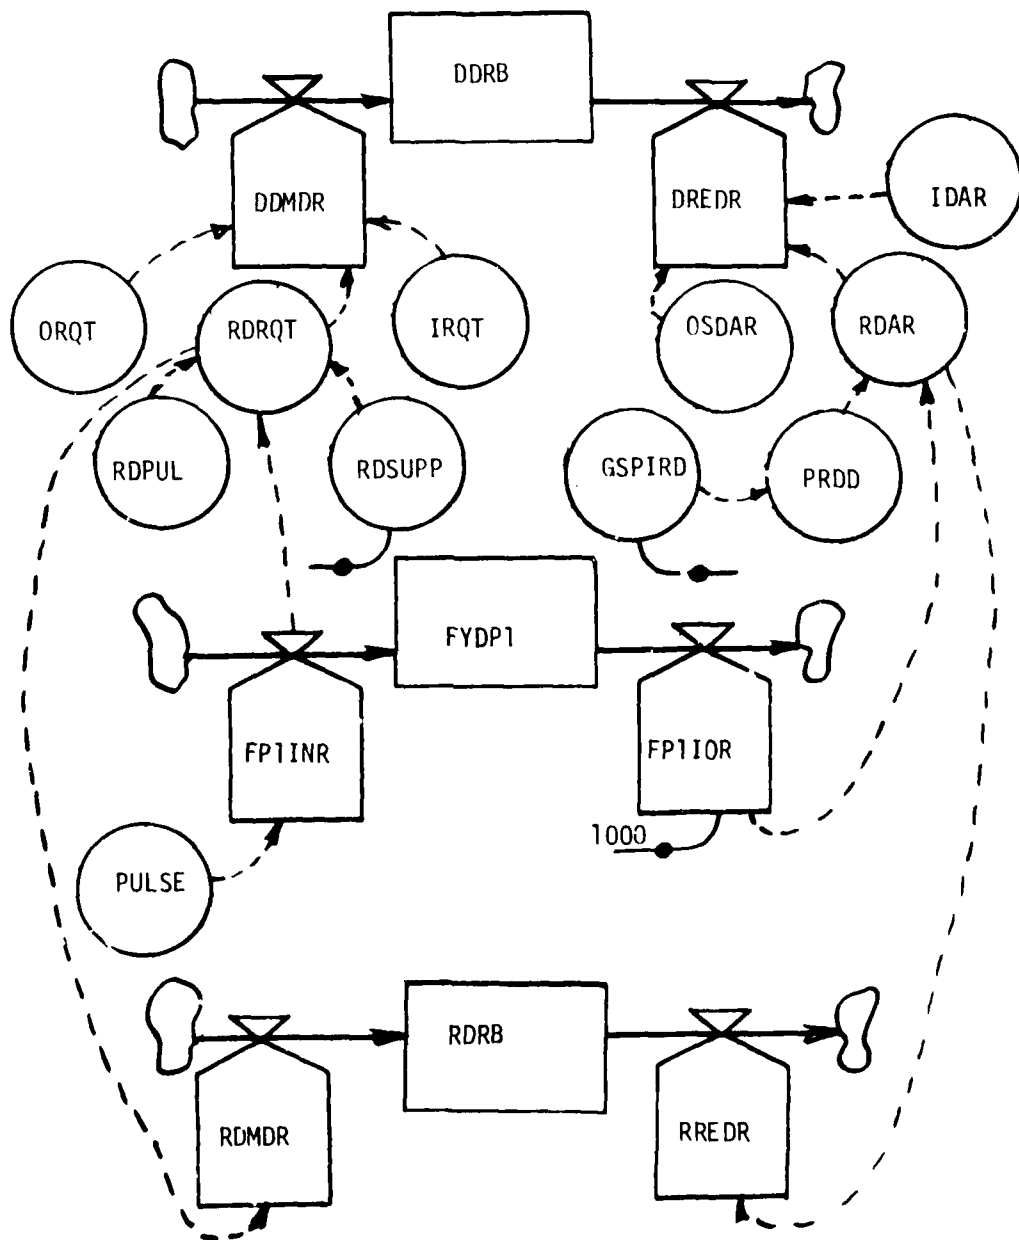 DDRB
DDMDR
DREDR
IDAR
ORQT
RDRQT
IRQT
OSDAR
RDAR
RDPUL
RDSUPP
GSPIRD
PRDD
FYDP1
FP1INR
FP1IOR
1000
PULSE
RDRB
RDMDR
RREDR